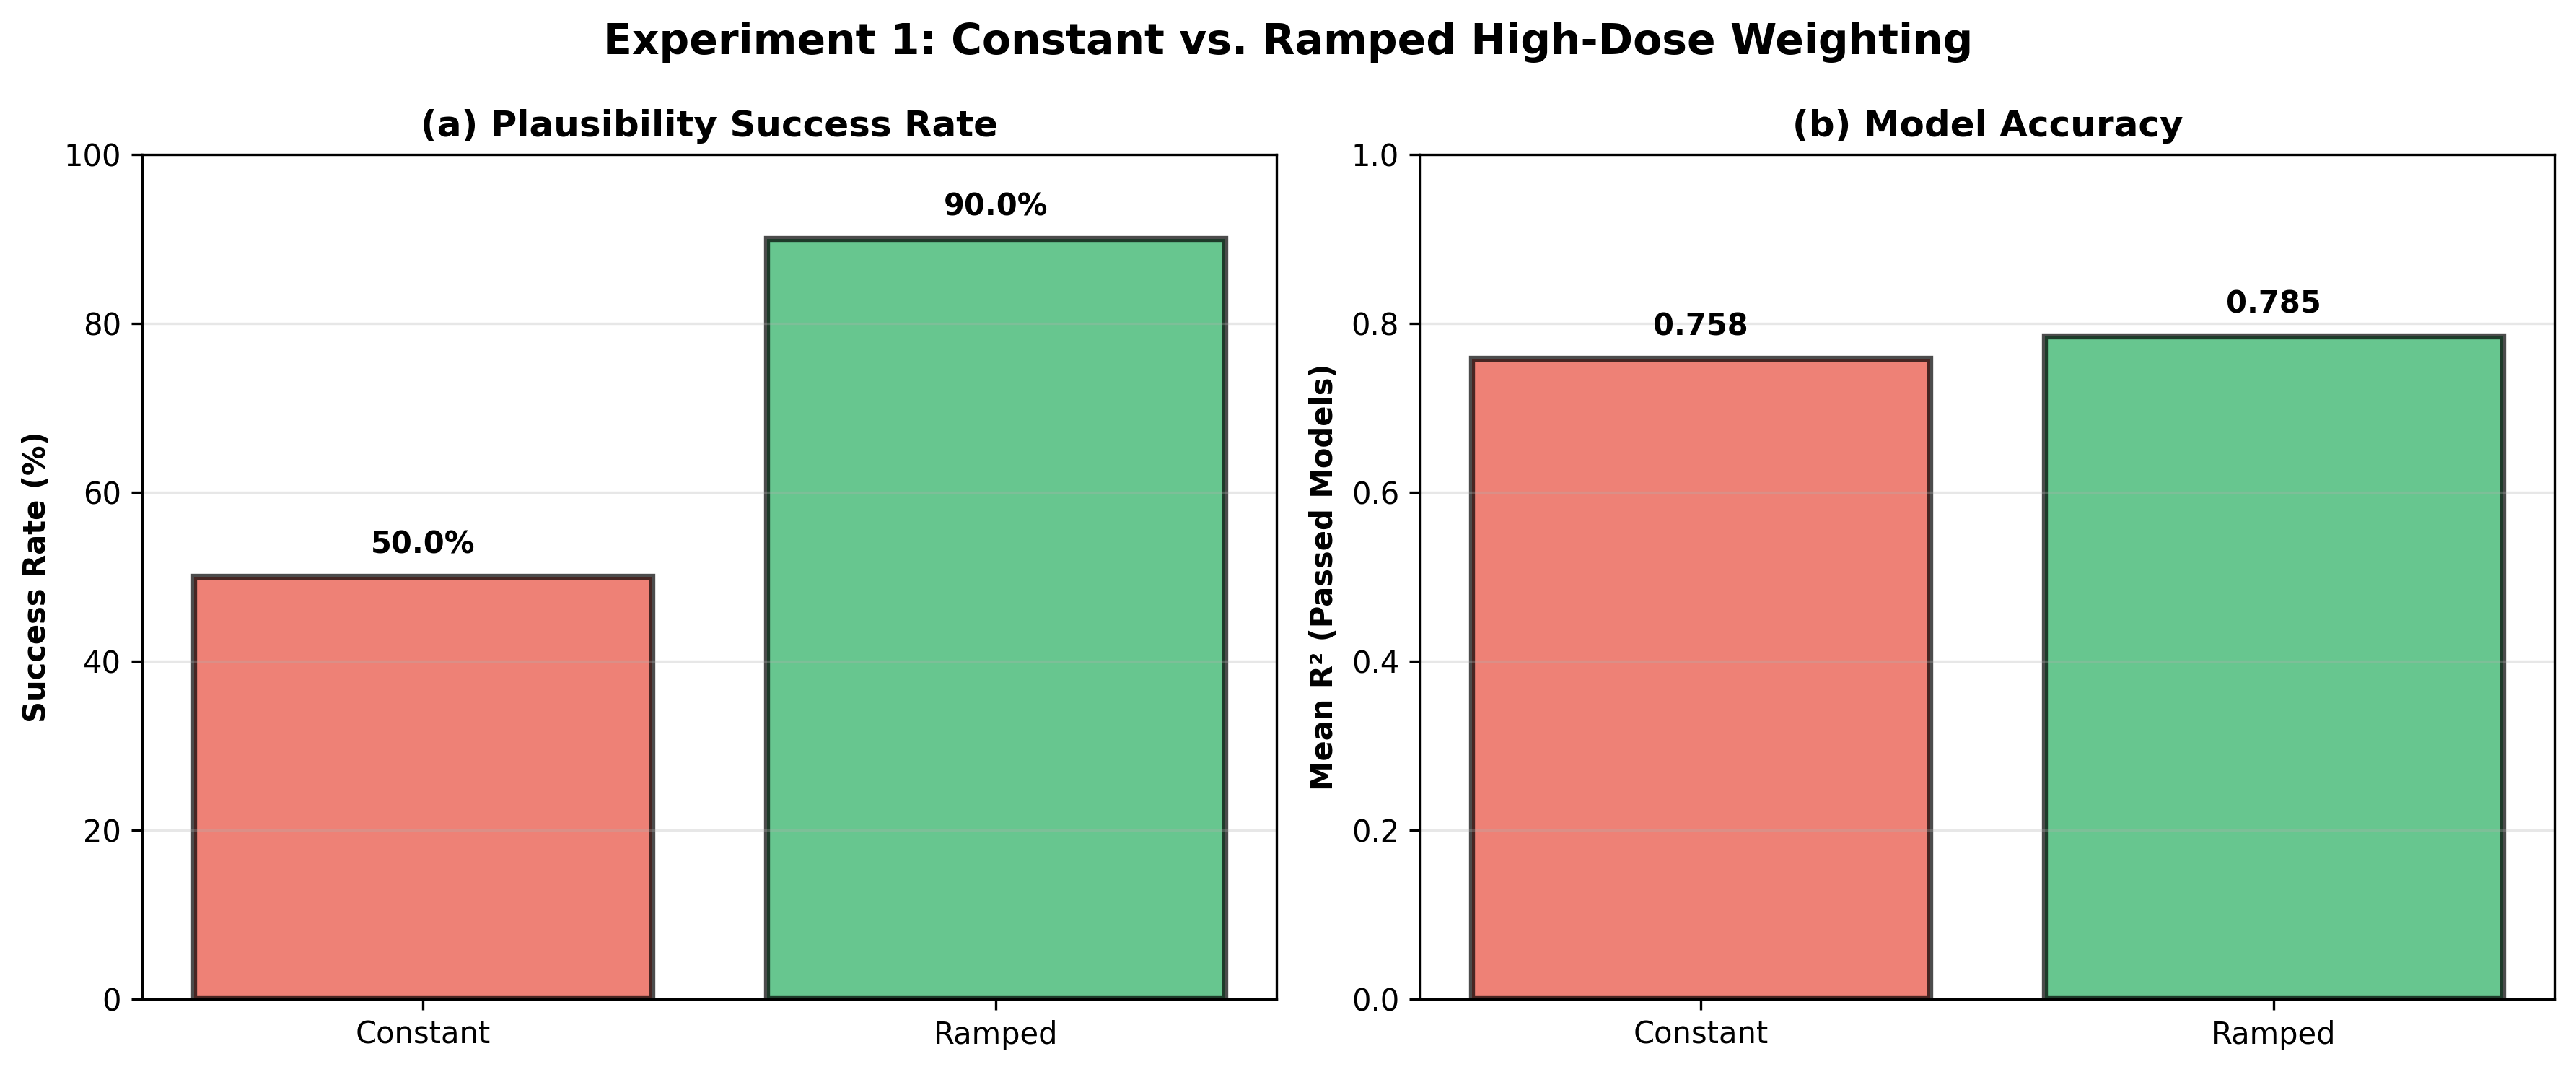 Experiment 1: Constant vs. Ramped High-Dose Weighting
(a) Plausibility Success Rate
Success Rate (%)
100
80
60
40
20
0
50.0%
90.0%
Constant
Ramped
(b) Model Accuracy
Mean R² (Passed Models)
1.0
0.8
0.6
0.4
0.2
0.0
0.758
0.785
Constant
Ramped